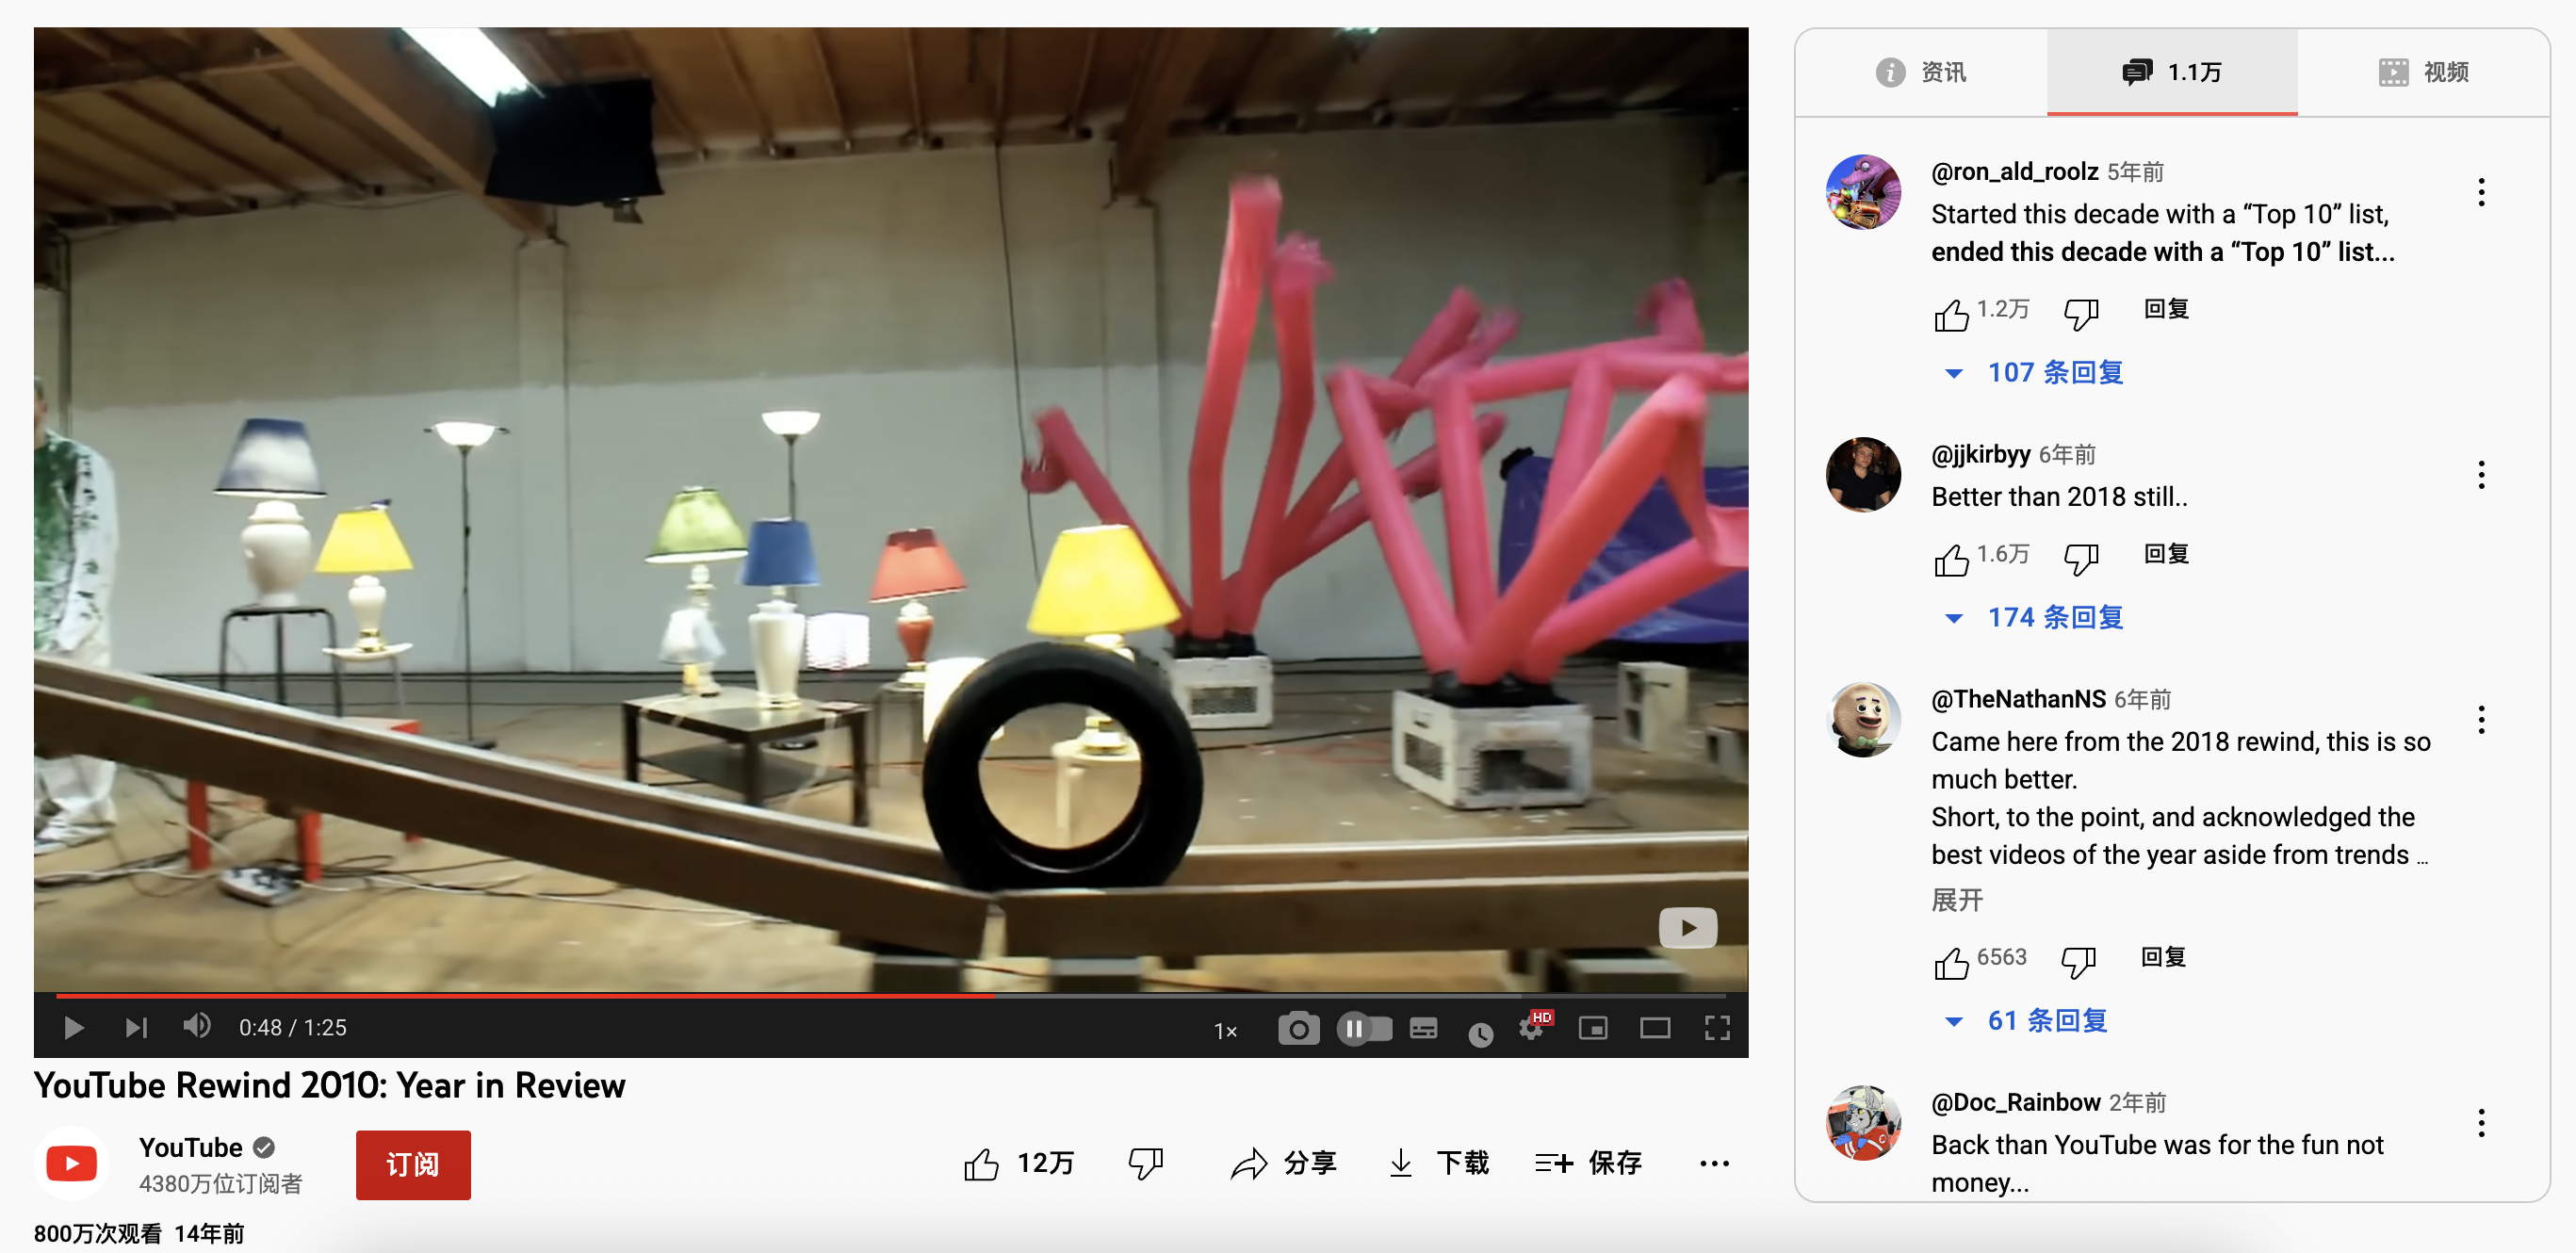 0:48 / 1:25
1×
HD
YouTube Rewind 2010: Year in Review
YouTube
4380万位订阅者
订阅
12万
分享
下载
保存
800万次观看 14年前
资讯
1.1万
视频
@ron_ald_roolz 5年前
Started this decade with a “Top 10” list,
ended this decade with a “Top 10” list...
1.2万
回复
107 条回复
@jjkirbyy 6年前
Better than 2018 still..
1.6万
回复
174 条回复
@TheNathanNS 6年前
Came here from the 2018 rewind, this is so
much better.
Short, to the point, and acknowledged the
best videos of the year aside from trends ...
展开
6563
回复
61 条回复
@Doc_Rainbow 2年前
Back than YouTube was for the fun not
money...